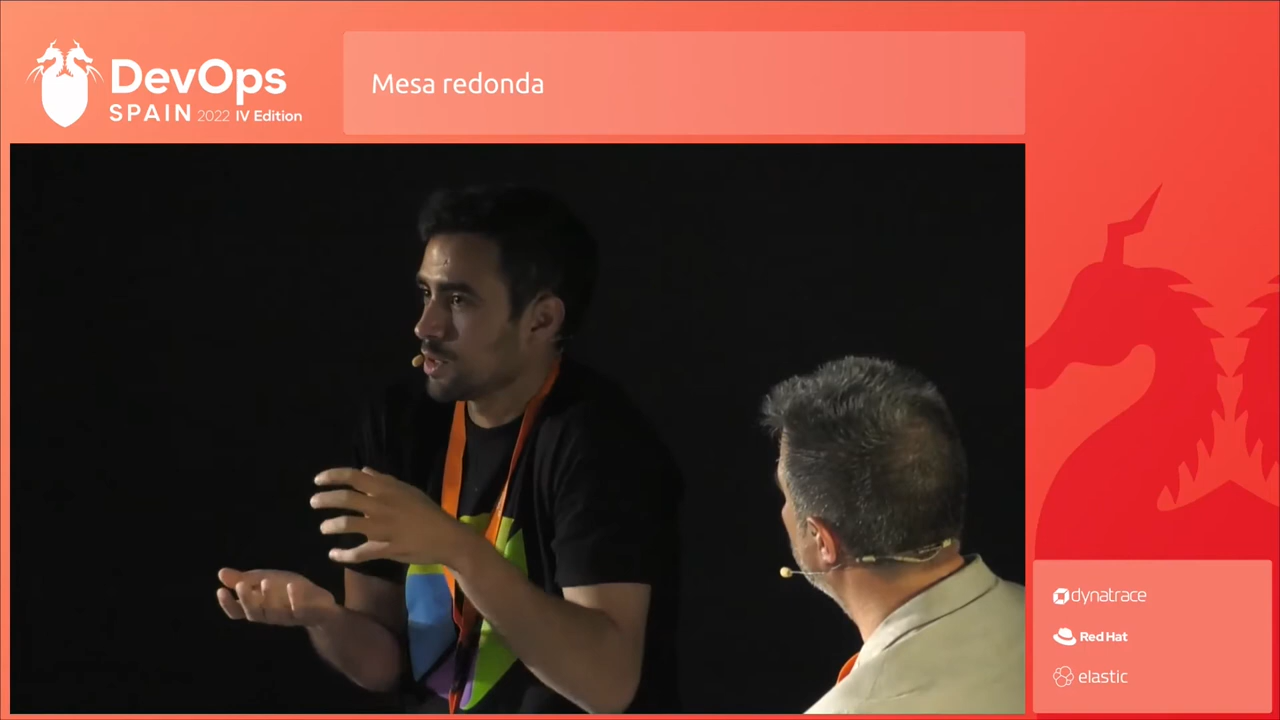 DevOps
SPAIN 2022 IV Edition
Mesa redonda
dynatrace
Red Hat
elastic